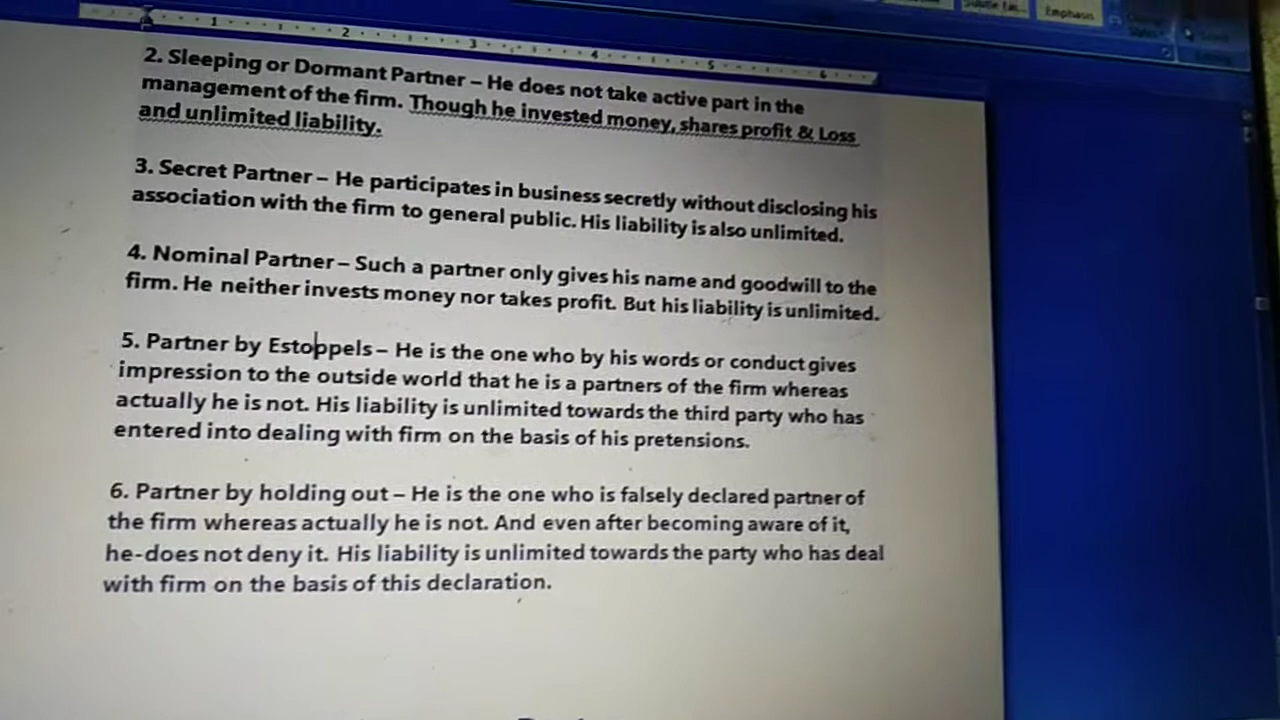 Emphasis
1 2 3 4 5 6
2. Sleeping or Dormant Partner – He does not take active part in the
management of the firm. Though he invested money, shares profit & Loss
and unlimited liability.
3. Secret Partner – He participates in business secretly without disclosing his
association with the firm to general public. His liability is also unlimited.
4. Nominal Partner – Such a partner only gives his name and goodwill to the
firm. He neither invests money nor takes profit. But his liability is unlimited.
5. Partner by Estoppels – He is the one who by his words or conduct gives
impression to the outside world that he is a partners of the firm whereas
actually he is not. His liability is unlimited towards the third party who has
entered into dealing with firm on the basis of his pretensions.
6. Partner by holding out – He is the one who is falsely declared partner of
the firm whereas actually he is not. And even after becoming aware of it,
he-does not deny it. His liability is unlimited towards the party who has deal
with firm on the basis of this declaration.